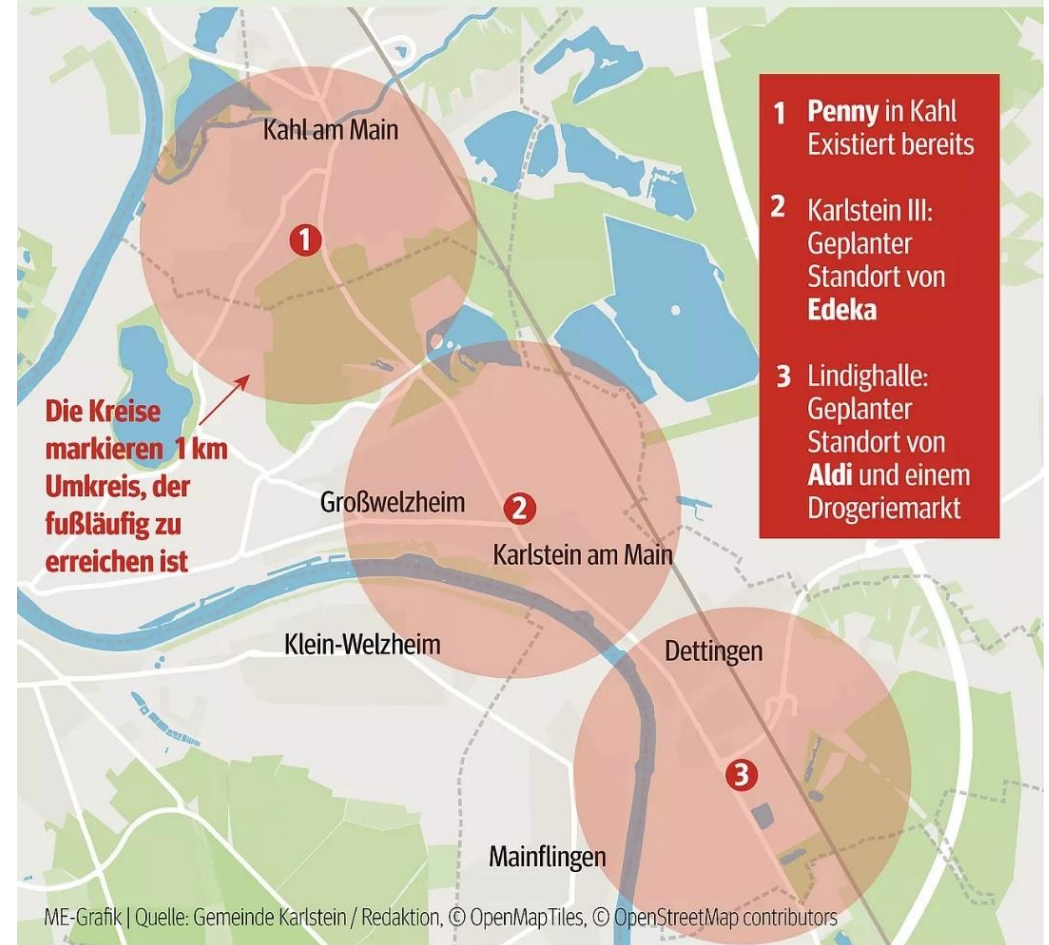 Kahl am Main
1
Die Kreise
markieren 1 km
Umkreis, der
fußläufig zu
erreichen ist
Großwelzheim
2
Karlstein am Main
Klein-Welzheim
Dettingen
3
Mainflingen
1 Penny in Kahl
Existiert bereits
2 Karlstein III:
Geplanter
Standort von
Edeka
3 Lindighalle:
Geplanter
Standort von
Aldi und einem
Drogeriemarkt
ME-Grafik | Quelle: Gemeinde Karlstein / Redaktion, © OpenMapTiles, © OpenStreetMap contributors